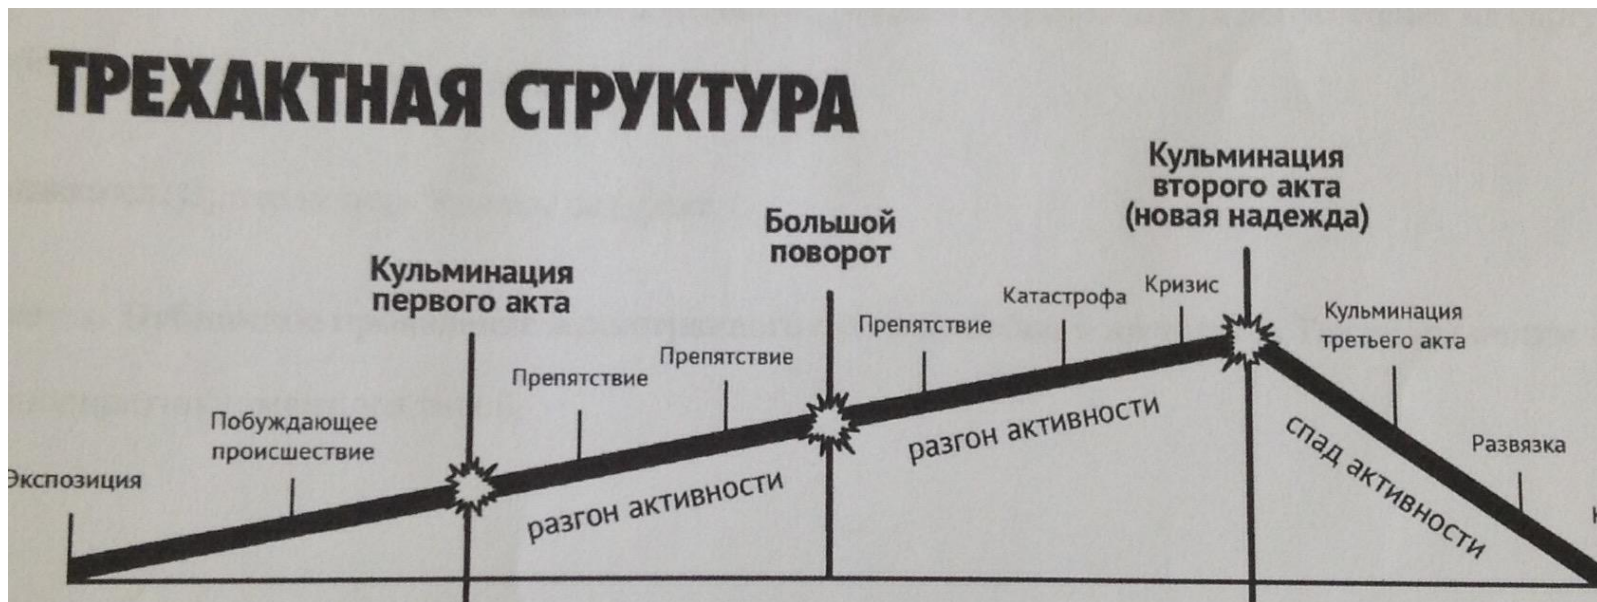 ТРЕХАКТНАЯ СТРУКТУРА
Экспозиция
Побуждающее
происшествие
Кульминация
первого акта
Препятствие
Препятствие
разгон активности
Большой
поворот
Препятствие
Катастрофа
Кризис
разгон активности
Кульминация
второго акта
(новая надежда)
Кульминация
третьего акта
Развязка
спад активности